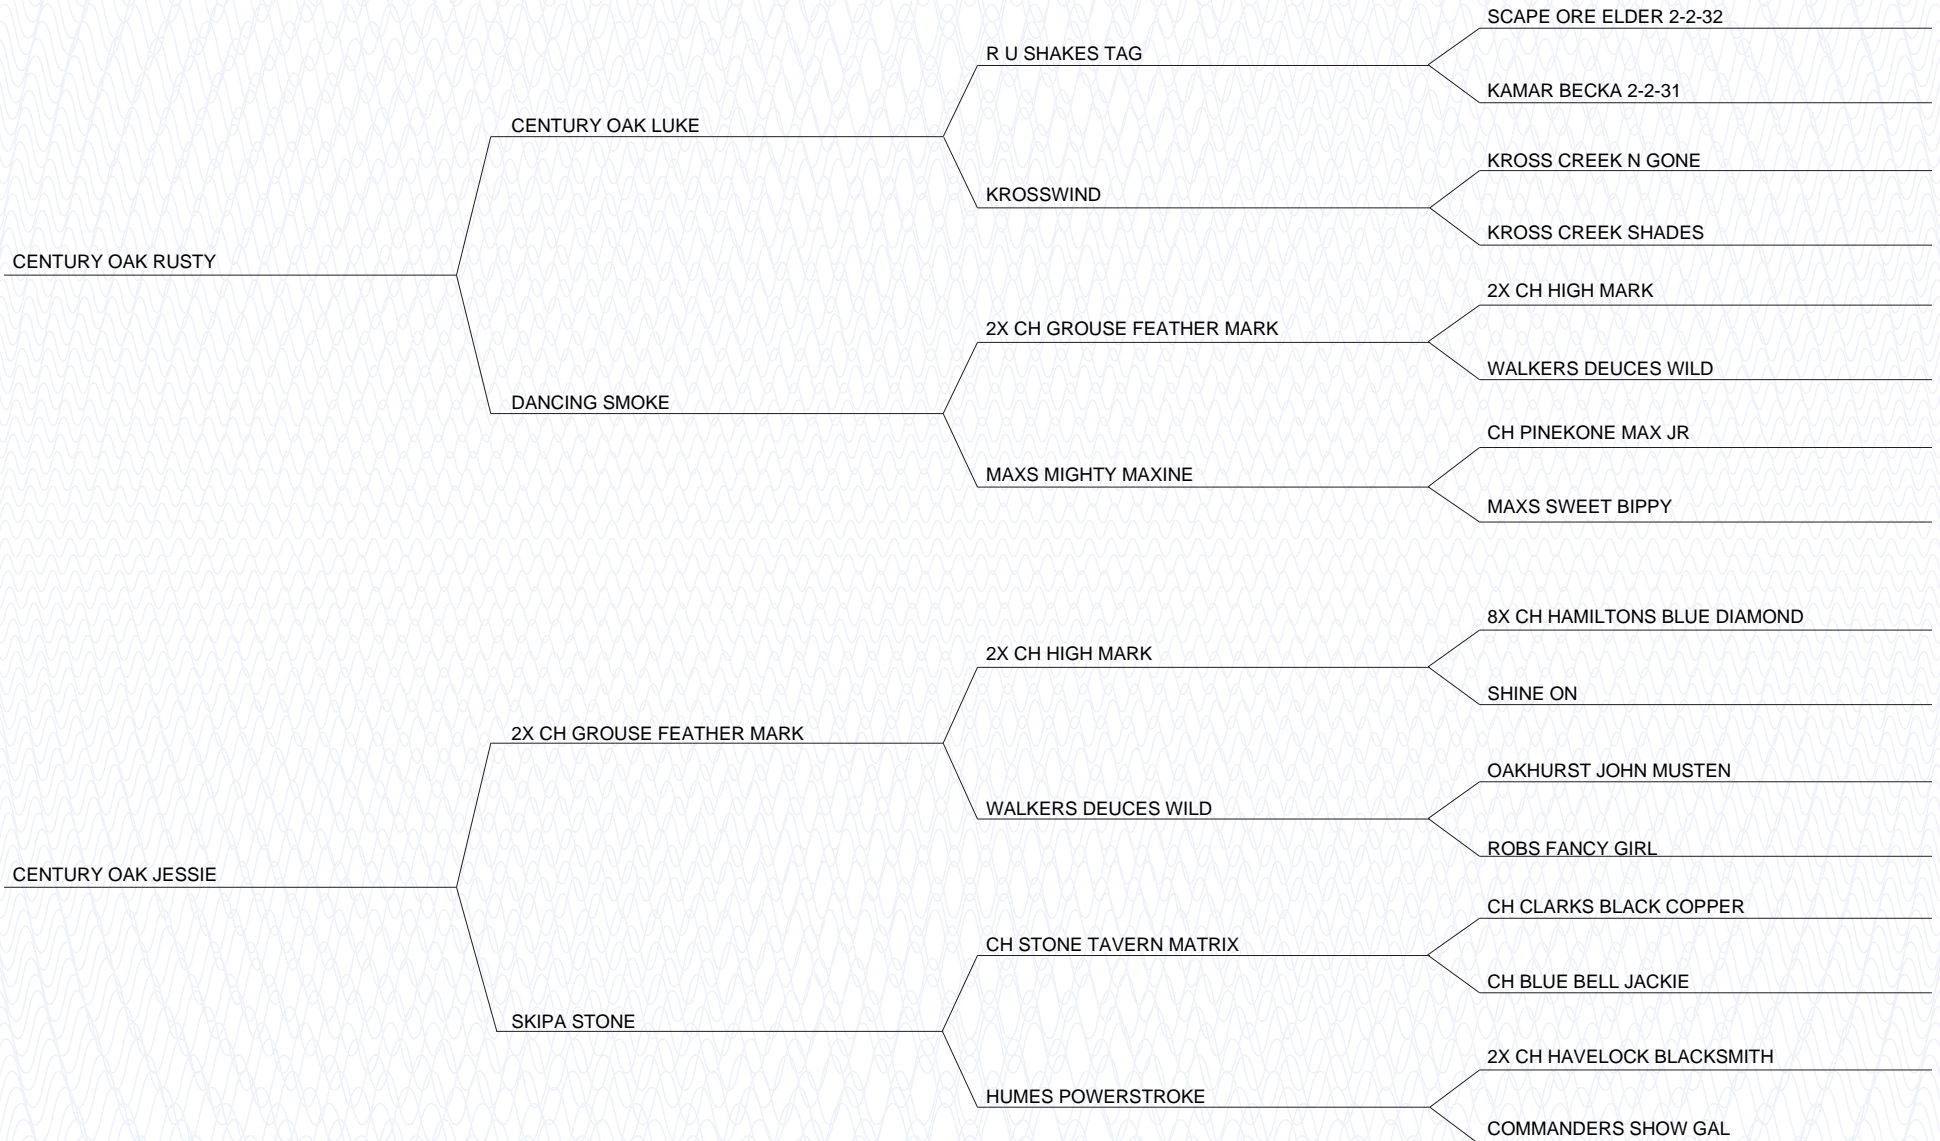 SCAPE ORE ELDER 2-2-32
R U SHAKES TAG
KAMAR BECKA 2-2-31
CENTURY OAK LUKE
KROSS CREEK N GONE
KROSSWIND
KROSS CREEK SHADES
CENTURY OAK RUSTY
2X CH HIGH MARK
2X CH GROUSE FEATHER MARK
WALKERS DEUCES WILD
DANCING SMOKE
CH PINEKONE MAX JR
MAXS MIGHTY MAXINE
MAXS SWEET BIPPY
8X CH HAMILTONS BLUE DIAMOND
2X CH HIGH MARK
SHINE ON
2X CH GROUSE FEATHER MARK
OAKHURST JOHN MUSTEN
WALKERS DEUCES WILD
ROBS FANCY GIRL
CENTURY OAK JESSIE
CH CLARKS BLACK COPPER
CH STONE TAVERN MATRIX
CH BLUE BELL JACKIE
SKIPA STONE
2X CH HAVELOCK BLACKSMITH
HUMES POWERSTROKE
COMMANDERS SHOW GAL